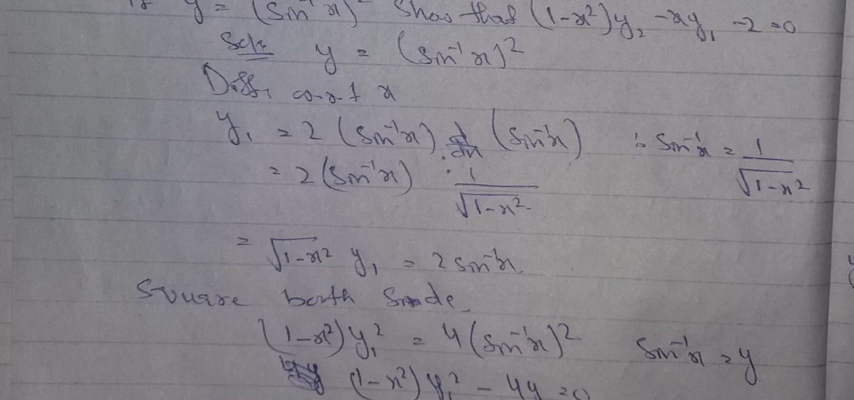 If y = (Sin⁻¹x)² Show that (1-x²)y₂ -xy₁ -2=0
Soln y = (Sin⁻¹x)²
Diff. w.r.t x
y₁ = 2 (Sin⁻¹x) . d/dx (Sin⁻¹x) ∵ Sin⁻¹x = 1/√1-x²
= 2(Sin⁻¹x) . 1/√1-x²
= √1-x² y₁ = 2 Sin⁻¹x.
Square both Side.
(1-x²)y₁² = 4(Sin⁻¹x)² Sin⁻¹x = y
(1-x²)y₁² - 4y =0